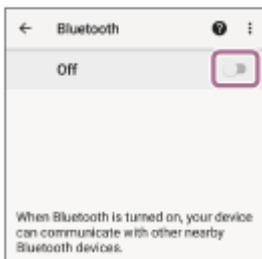 Bluetooth
Off
When Bluetooth is turned on, your device
can communicate with other nearby
Bluetooth devices.